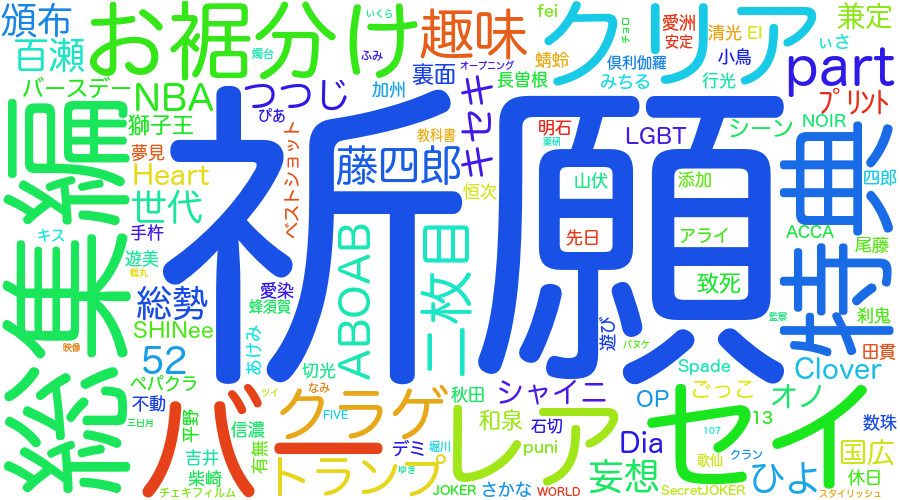 祈願
お裾分け
趣味
クリア
兼定
頒布
百瀬
バースデー
NBA
つつじ
fei
裏面
キセキ
part
総集編
特典
獅子王
夢見
Heart
世代
手杵
キス
遊美
鶴丸
総勢
SHINee
52
ペパクラ
不動
三日月
映像
バー
セイ
レア
クラゲ
トランプ
藤四郎
教科書
ベストショット
ぴあ
加州
燭台
いくら
ふみ
オープニング
長曽根
蜻蛉
チョロ
愛洲
安定
清光
EI
いさ
小鳥
倶利伽羅
みちる
行光
明石
薬研
LGBT
シーン
NOIR
プリント
四郎
恒次
山伏
添加
先日
アライ
致死
ACCA
尾藤
刹鬼
田貫
監察
バヌケ
遊び
愛染
蜂須賀
あけみ
ABOAB
二枚目
切光
なみ
ツイ
FIVE
有無
信濃
平野
吉井
柴崎
チェキフィルム
秋田
シャイニ
和泉
石切
puni
デミ
堀川
ゆき
JOKER
さかな
WORLD
Dia
妄想
OP
Spade
ごっこ
13
107
歌仙
クラン
SecretJOKER
ひよ
オノ
Clover
数珠
国広
休日
スタイリッシュ